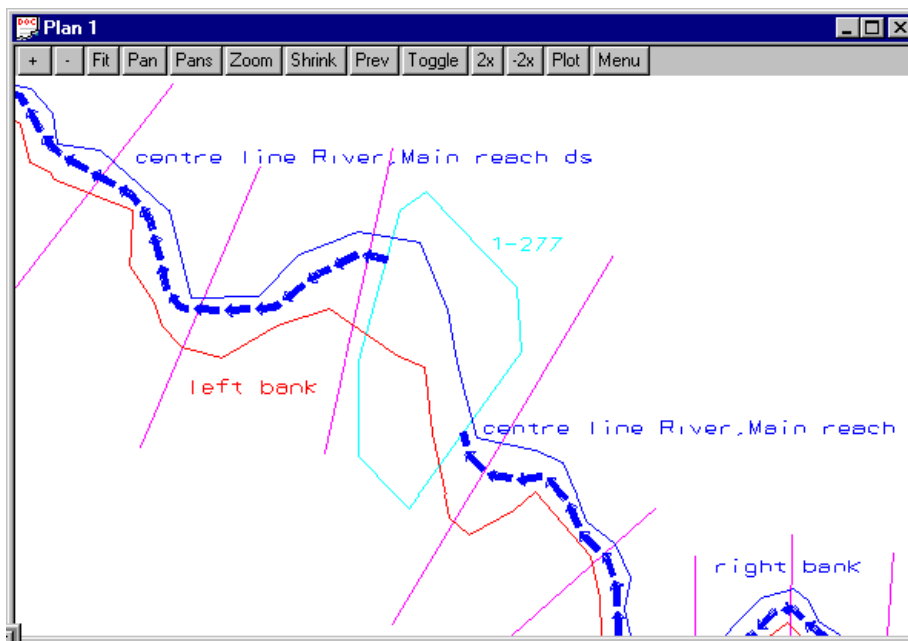 DOC
Plan 1
+ - Fit Pan Pans Zoom Shrink Prev Toggle 2x -2x Plot Menu
centre line River,Main reach ds
1-277
left bank
centre line River,Main reach
right bank